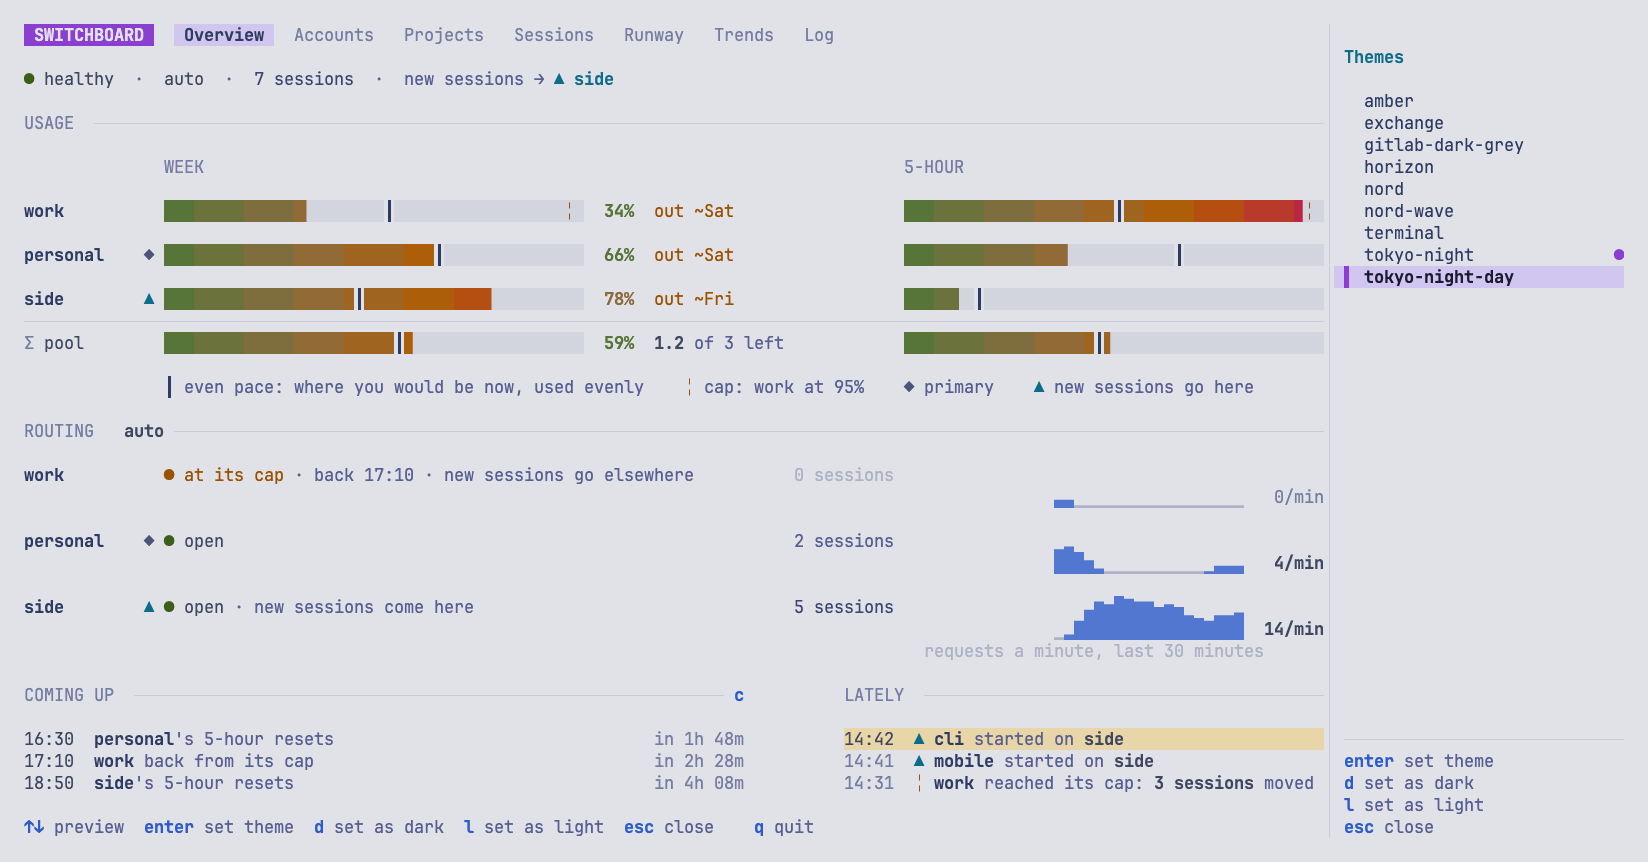 SWITCHBOARD Overview Accounts Projects Sessions Runway Trends Log
● healthy · auto · 7 sessions · new sessions → ▲ side
USAGE
WEEK 5-HOUR
work 34% out ~Sat
personal ◆ 66% out ~Sat
side ▲ 78% out ~Fri
Σ pool 59% 1.2 of 3 left
even pace: where you would be now, used evenly ¦ cap: work at 95% ◆ primary ▲ new sessions go here
ROUTING auto
work ● at its cap · back 17:10 · new sessions go elsewhere 0 sessions
0/min
personal ◆ ● open 2 sessions
4/min
side ▲ ● open · new sessions come here 5 sessions
14/min
requests a minute, last 30 minutes
COMING UP c
16:30 personal's 5-hour resets in 1h 48m
17:10 work back from its cap in 2h 28m
18:50 side's 5-hour resets in 4h 08m
LATELY
14:42 ▲ cli started on side
14:41 ▲ mobile started on side
14:31 ¦ work reached its cap: 3 sessions moved
↑↓ preview enter set theme d set as dark l set as light esc close q quit
Themes
amber
exchange
gitlab-dark-grey
horizon
nord
nord-wave
terminal
tokyo-night ●
tokyo-night-day
enter set theme
d set as dark
l set as light
esc close